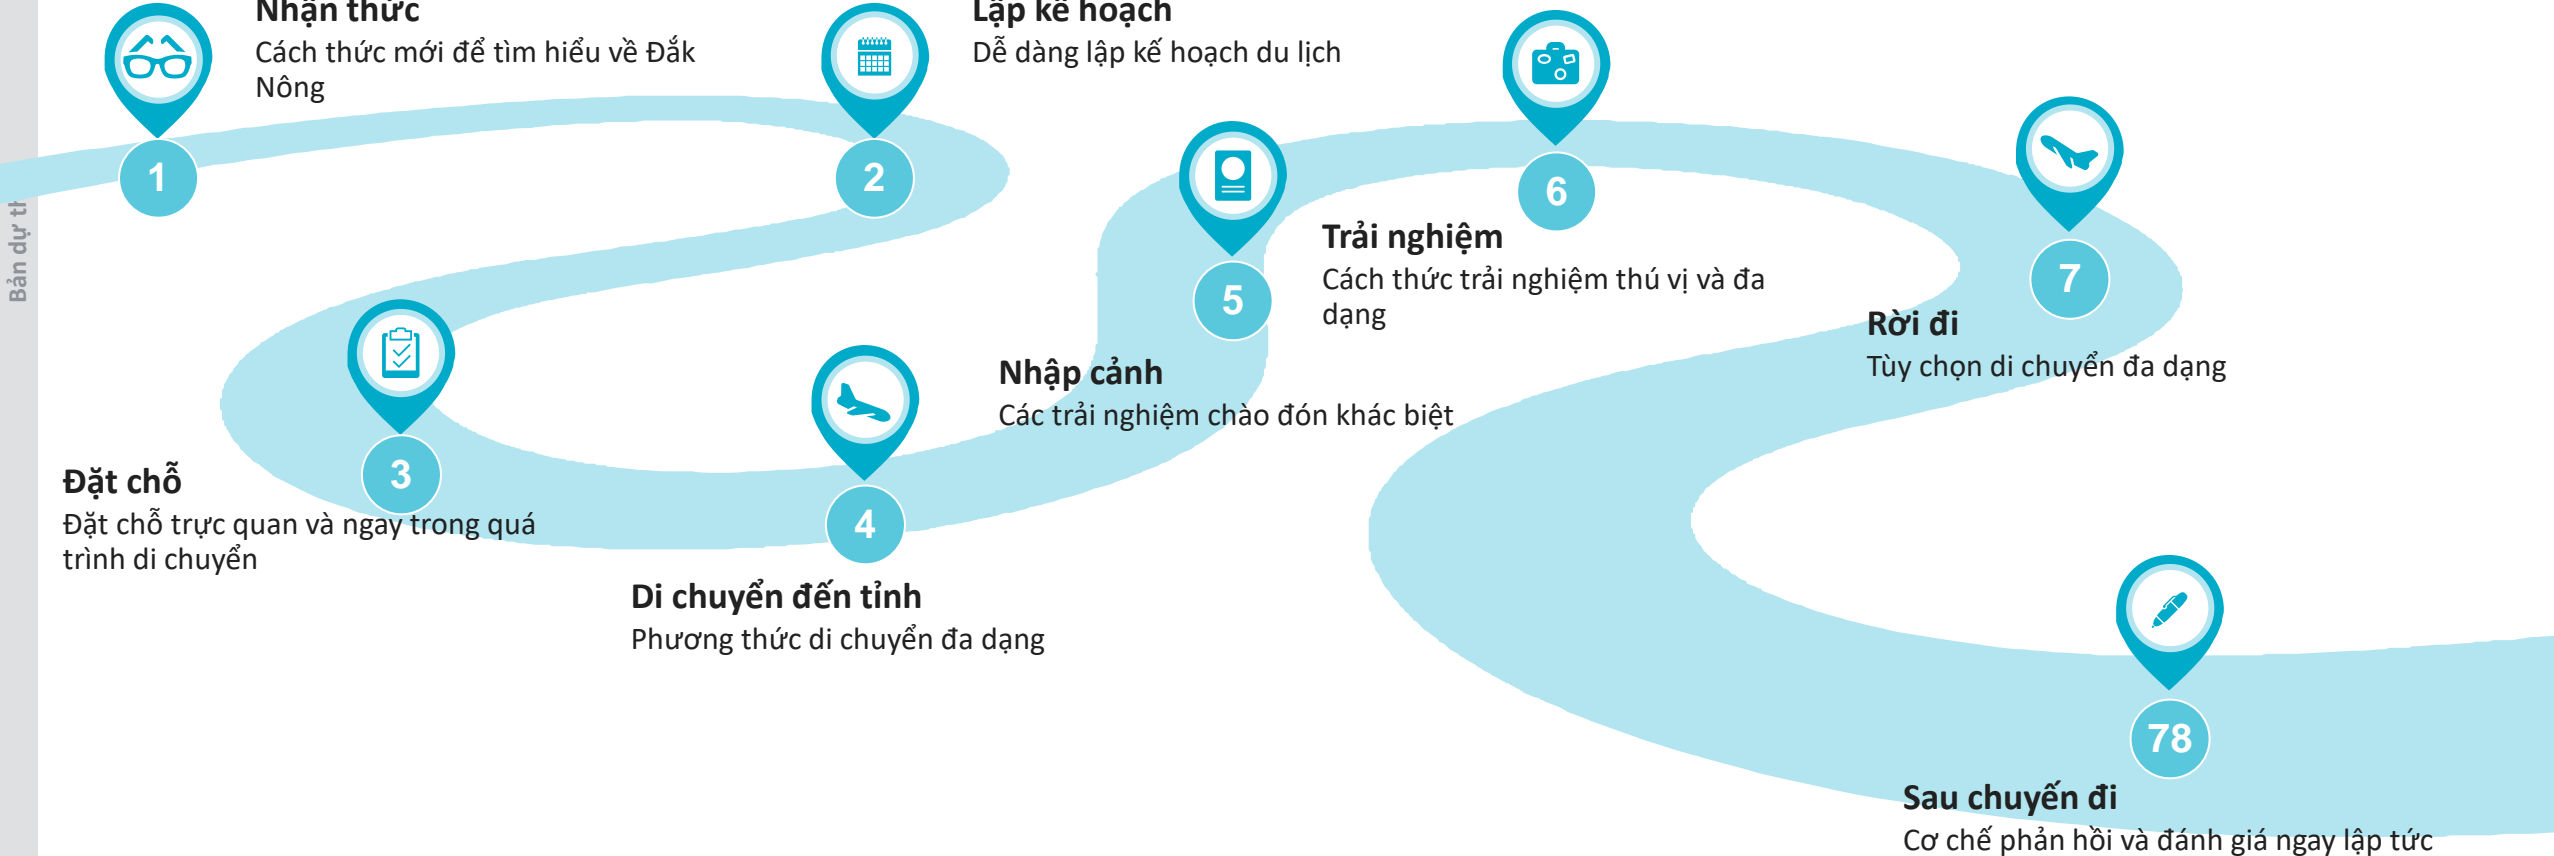 Nhận thức
Cách thức mới để tìm hiểu về Đắk
Nông
1
Lập kế hoạch
Dễ dàng lập kế hoạch du lịch
2
Đặt chỗ
Đặt chỗ trực quan và ngay trong quá
trình di chuyển
3
Di chuyển đến tỉnh
Phương thức di chuyển đa dạng
4
Nhập cảnh
Các trải nghiệm chào đón khác biệt
5
Trải nghiệm
Cách thức trải nghiệm thú vị và đa
dạng
6
Rời đi
Tùy chọn di chuyển đa dạng
7
78
Sau chuyến đi
Cơ chế phản hồi và đánh giá ngay lập tức
Bản dự